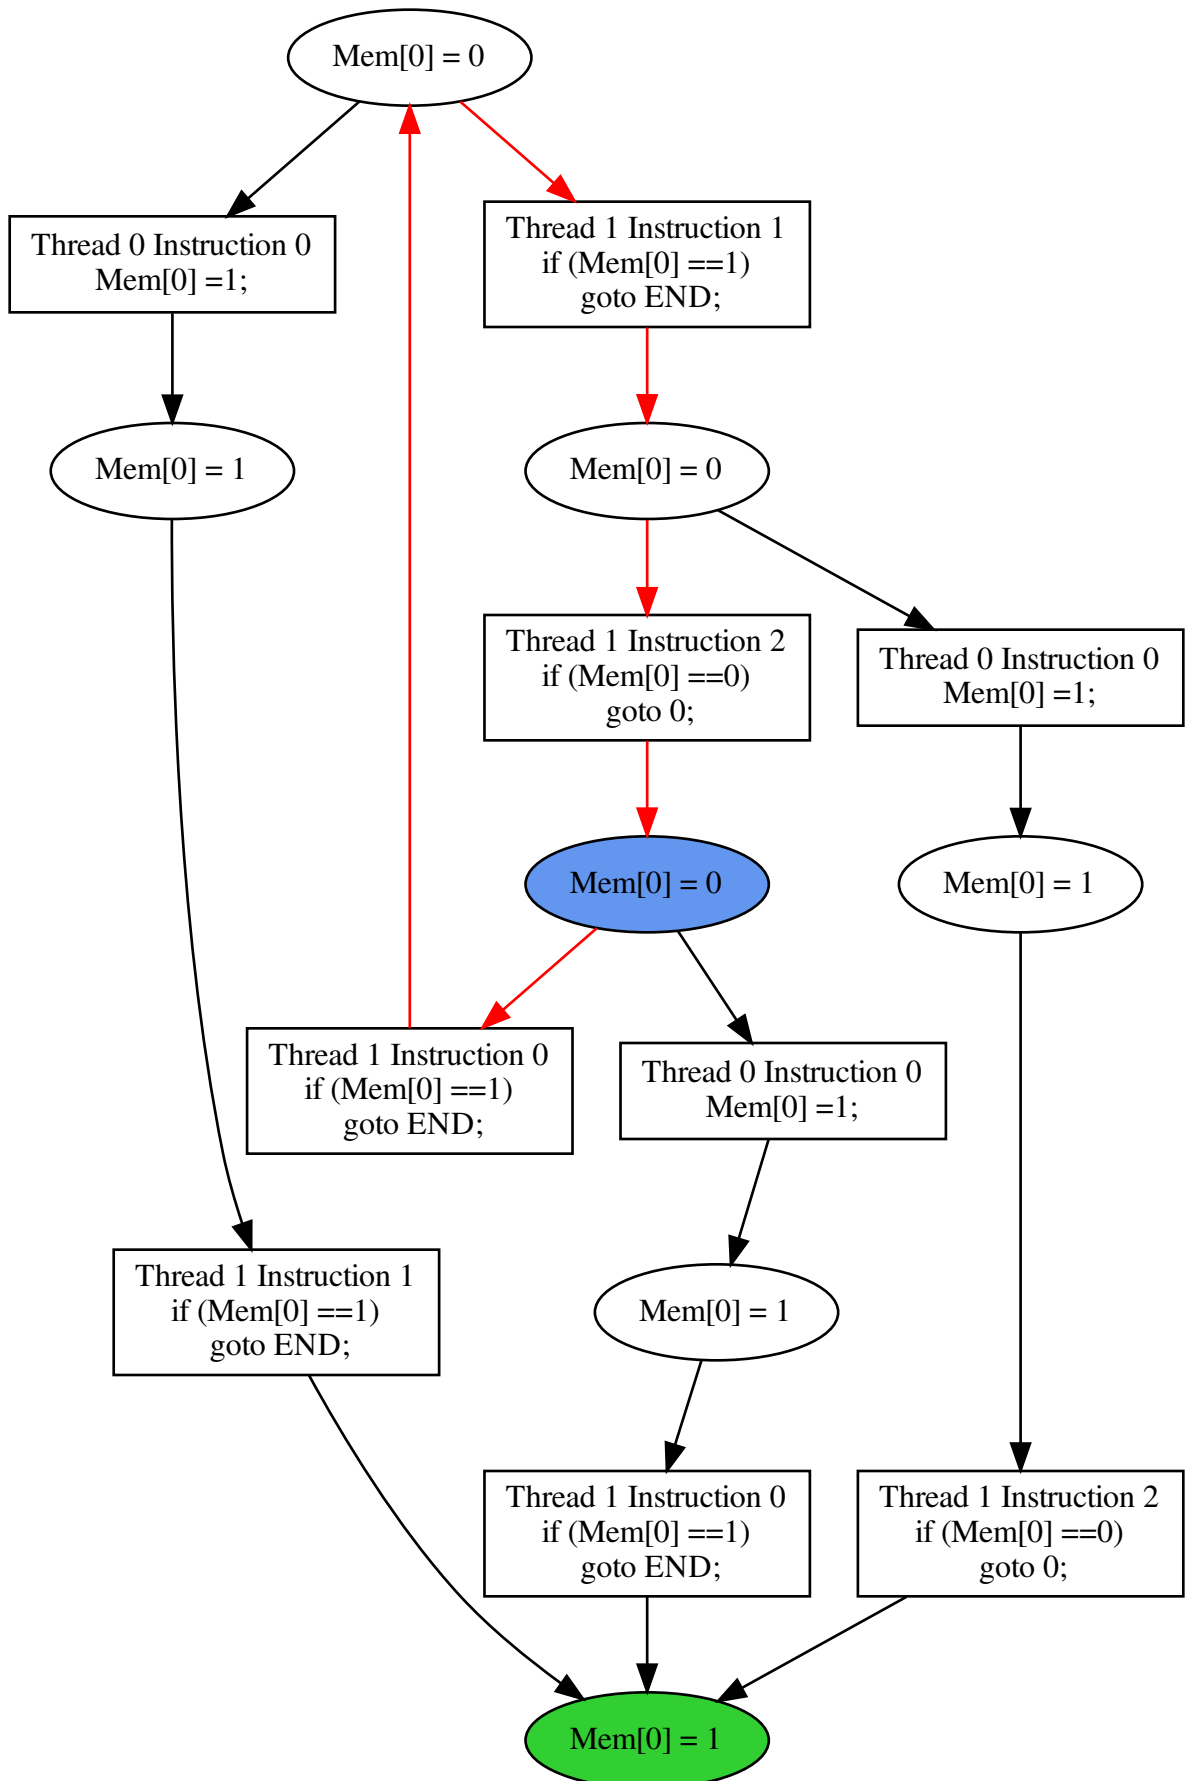 Mem[0] = 0
Thread 0 Instruction 0
Mem[0] =1;
Thread 1 Instruction 1
if (Mem[0] ==1)
goto END;
Mem[0] = 1
Mem[0] = 0
Thread 1 Instruction 2
if (Mem[0] ==0)
goto 0;
Thread 0 Instruction 0
Mem[0] =1;
Mem[0] = 0
Mem[0] = 1
Thread 1 Instruction 0
if (Mem[0] ==1)
goto END;
Thread 0 Instruction 0
Mem[0] =1;
Thread 1 Instruction 1
if (Mem[0] ==1)
goto END;
Mem[0] = 1
Thread 1 Instruction 0
if (Mem[0] ==1)
goto END;
Thread 1 Instruction 2
if (Mem[0] ==0)
goto 0;
Mem[0] = 1